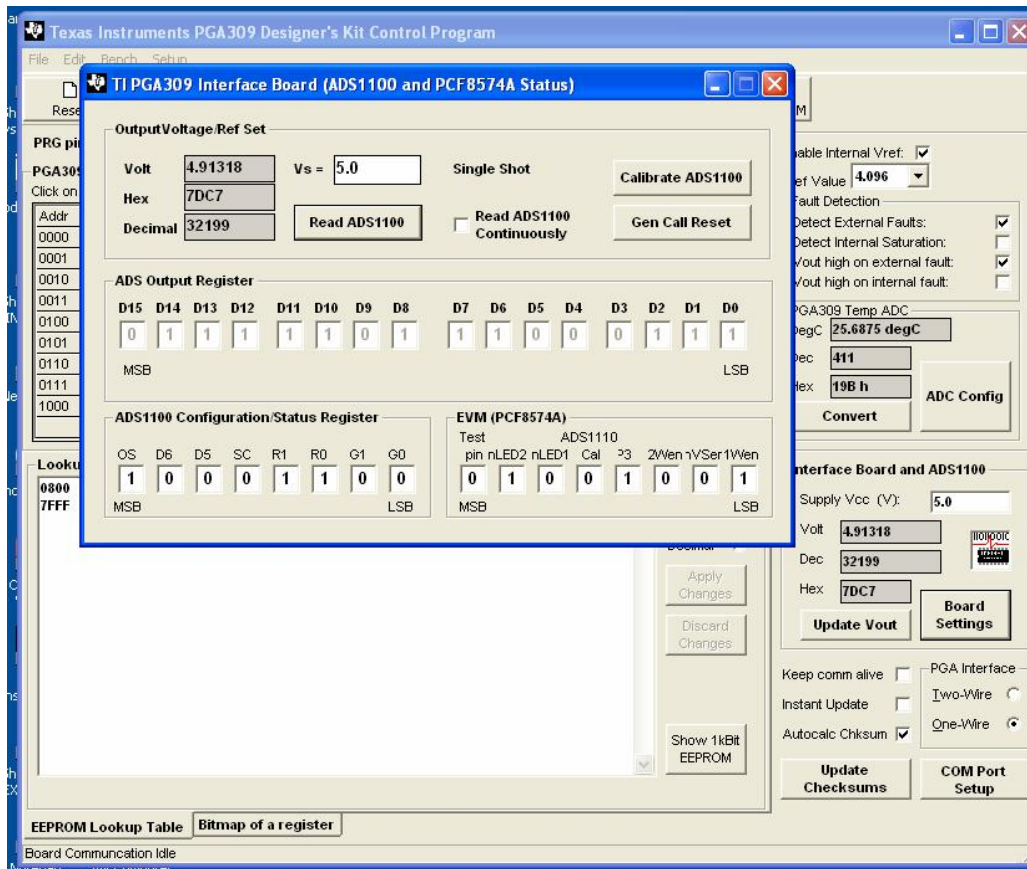 Texas Instruments PGA309 Designer's Kit Control Program
File Edit Bench Setup
TI PGA309 Interface Board (ADS1100 and PCF8574A Status)
OutputVoltage/Ref Set
Volt 4.91318 Vs = 5.0 Single Shot Calibrate ADS1100
Hex 7DC7
Decimal 32199 Read ADS1100 Read ADS1100 Continuously Gen Call Reset
ADS Output Register
D15 D14 D13 D12 D11 D10 D9 D8 D7 D6 D5 D4 D3 D2 D1 D0
0 1 1 1 1 1 0 1 1 1 0 0 0 1 1 1
MSB LSB
ADS1100 Configuration/Status Register
OS D6 D5 SC R1 R0 G1 G0
1 0 0 0 1 1 0 0
MSB LSB
EVM (PCF8574A)
Test ADS1110
pin nLED2 nLED1 Cal 2Wen 1Wen
0 1 0 0 1 0 0 1
MSB LSB
PRG
Click on
Addr
0000
0001
0010
0011
0100
0101
0110
0111
1000
0800
7FFF
Internal Vref:
Value 4.096
Fault Detection
Detect External Faults:
Detect Internal Saturation:
Vout high on external fault:
Vout high on internal fault:
PGA309 Temp ADC
DegC 25.6875 degC
Dec 411
Hex 19B h
Convert
ADC Config
Interface Board and ADS1100
Supply Vcc (V): 5.0
Volt 4.91318
Dec 32199
Hex 7DC7
Update Vout
Board Settings
Apply Changes
Discard Changes
Show 1kBit EEPROM
Keep comm alive
Instant Update
Autocalc Chksum
PGA Interface
Two-Wire
One-Wire
Update Checksums
COM Port Setup
EEPROM Lookup Table Bitmap of a register
Board Communcation Idle